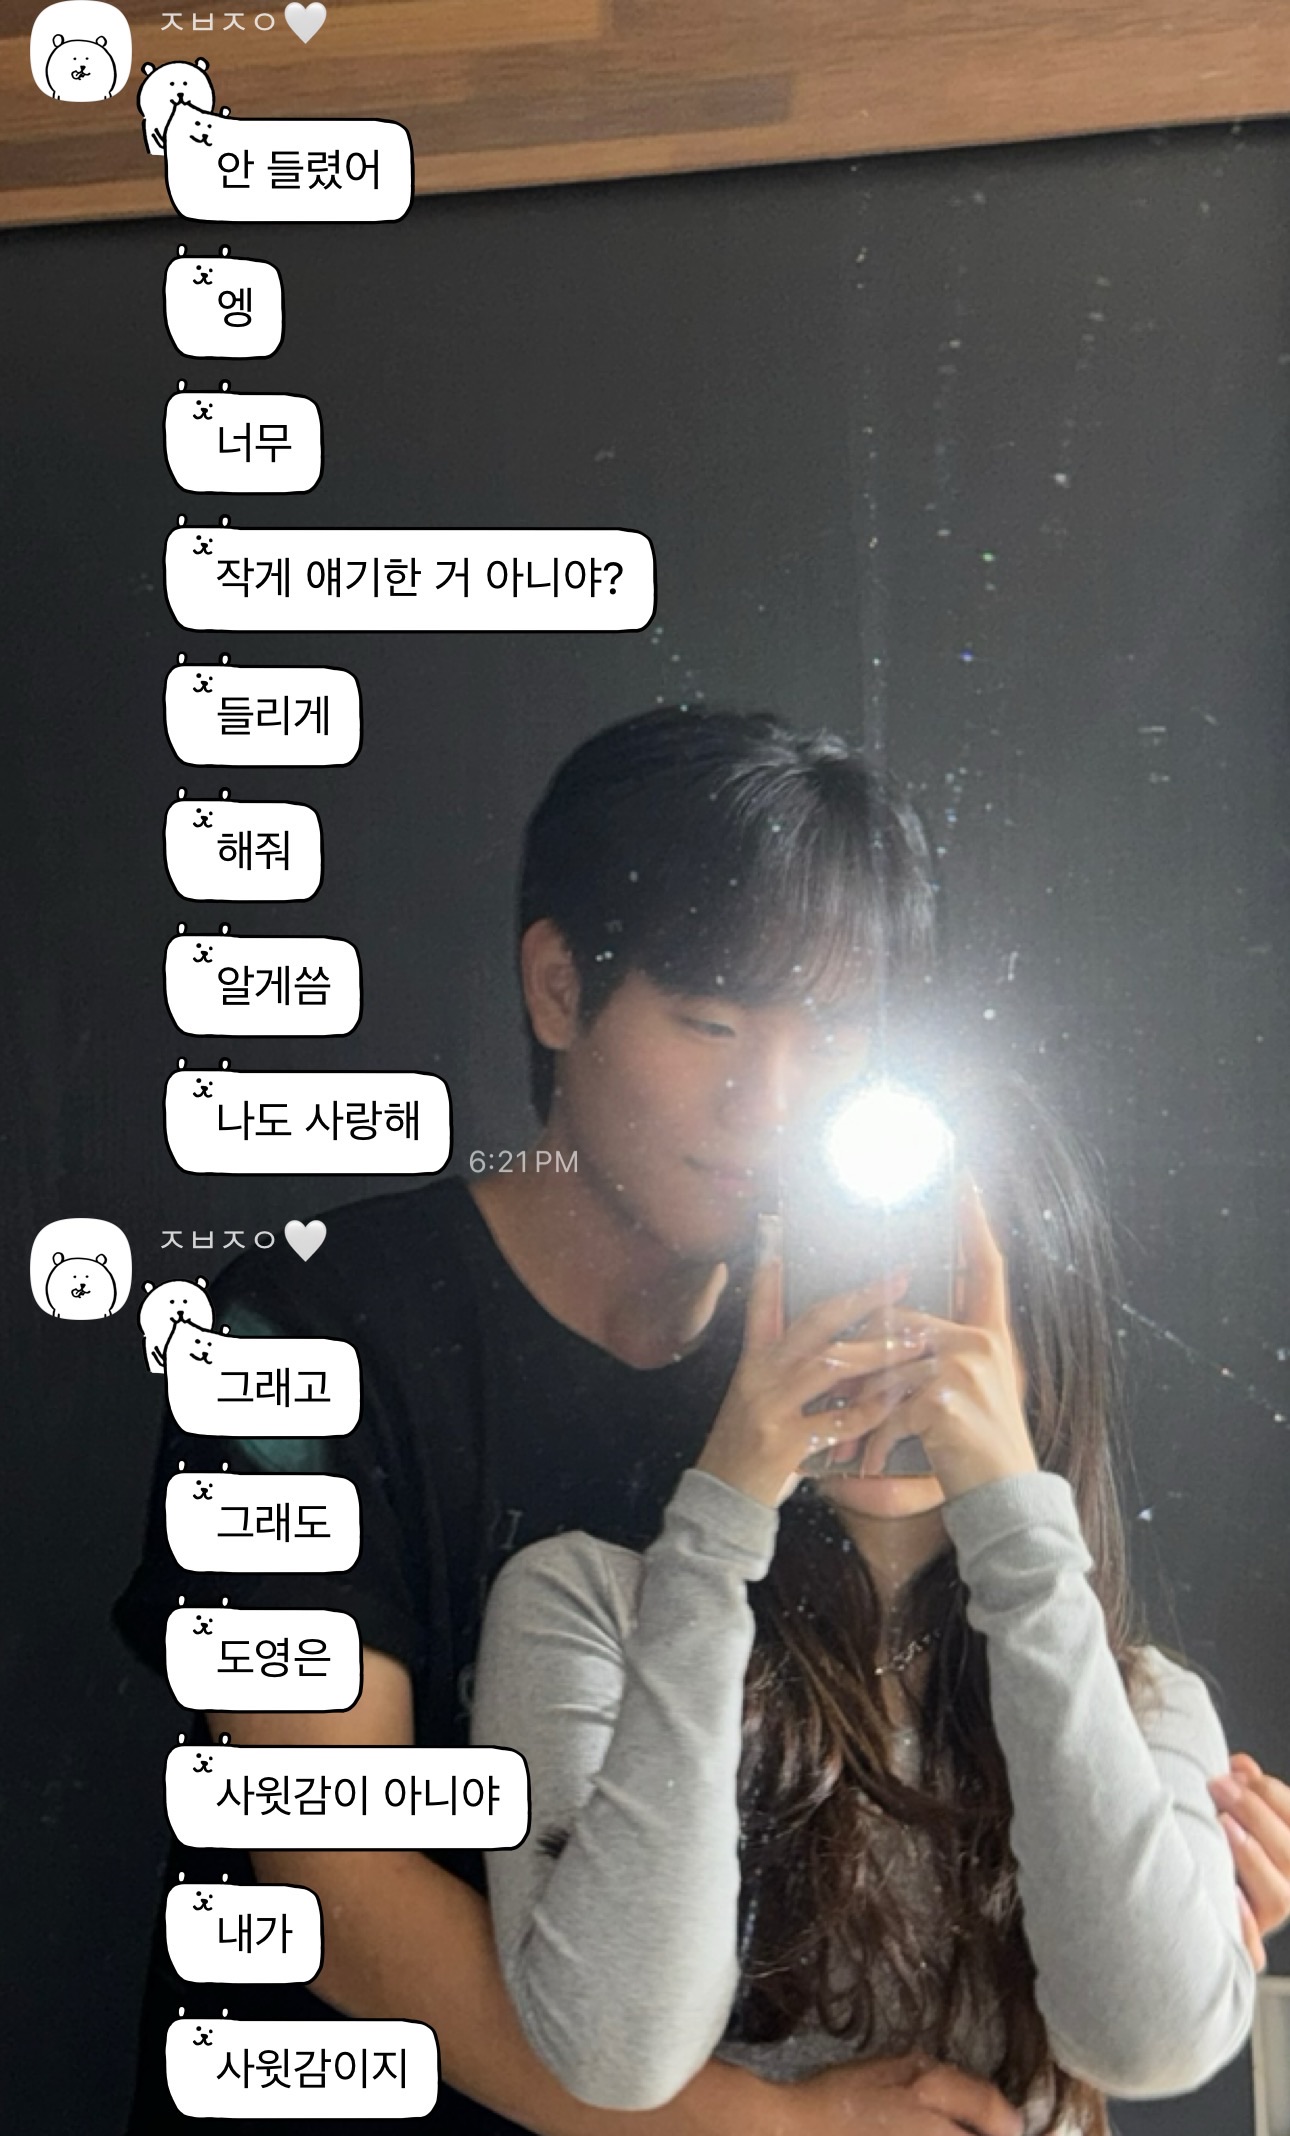 ㅈㅂㅈㅇ🤍
안 들렸어
엥
너무
작게 얘기한 거 아니야?
들리게
해줘
알게씀
나도 사랑해
6:21 PM
ㅈㅂㅈㅇ🤍
그래고
그래도
도영은
사윗감이 아니야
내가
사윗감이지